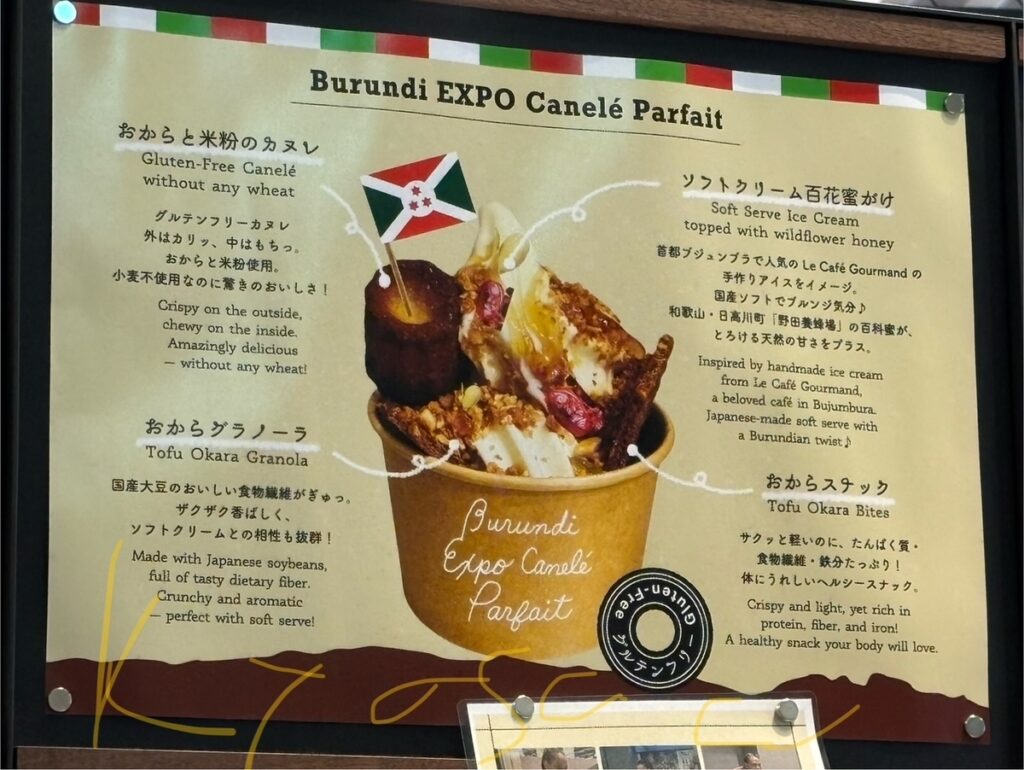 Burundi EXPO Canelé Parfait
おからと米粉のカヌレ
Gluten-Free Canelé
without any wheat
グルテンフリーカヌレ
外はカリッ、中はもちっ。
おからと米粉使用。
小麦不使用なのに驚きのおいしさ！
Crispy on the outside,
chewy on the inside.
Amazingly delicious
— without any wheat!
おからグラノーラ
Tofu Okara Granola
国産大豆のおいしい食物繊維がぎゅっ。
ザクザク香ばしく、
ソフトクリームとの相性も抜群！
Made with Japanese soybeans,
full of tasty dietary fiber.
Crunchy and aromatic
— perfect with soft serve!
ソフトクリーム百花蜜がけ
Soft Serve Ice Cream
topped with wildflower honey
首都ブジュンブラで人気の Le Café Gourmand の
手作りアイスをイメージ。
国産ソフトでブルンジ気分♪
和歌山・日高川町「野田養蜂場」の百科蜜が、
とろける天然の甘さをプラス。
Inspired by handmade ice cream
from Le Café Gourmand,
a beloved café in Bujumbura.
Japanese-made soft serve with
a Burundian twist♪
おからスナック
Tofu Okara Bites
サクッと軽いのに、たんぱく質・
食物繊維・鉄分たっぷり！
体にうれしいヘルシースナック。
Crispy and light, yet rich in
protein, fiber, and iron!
A healthy snack your body will love.
Burundi
Expo Canelé
Parfait
Gluten-Free
グルテンフリー